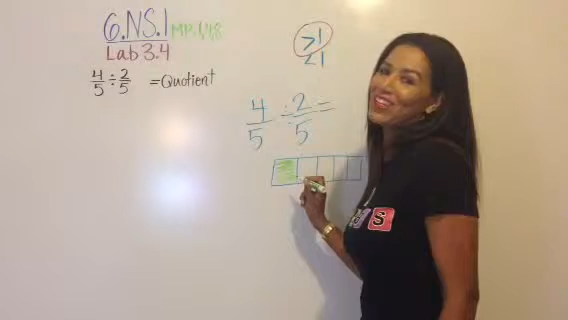 6.NS.1 MP.1,4,8
Lab 3.4
4/5 ÷ 2/5 = Quotient
>1
<1
4/5 ÷ 2/5 =
S